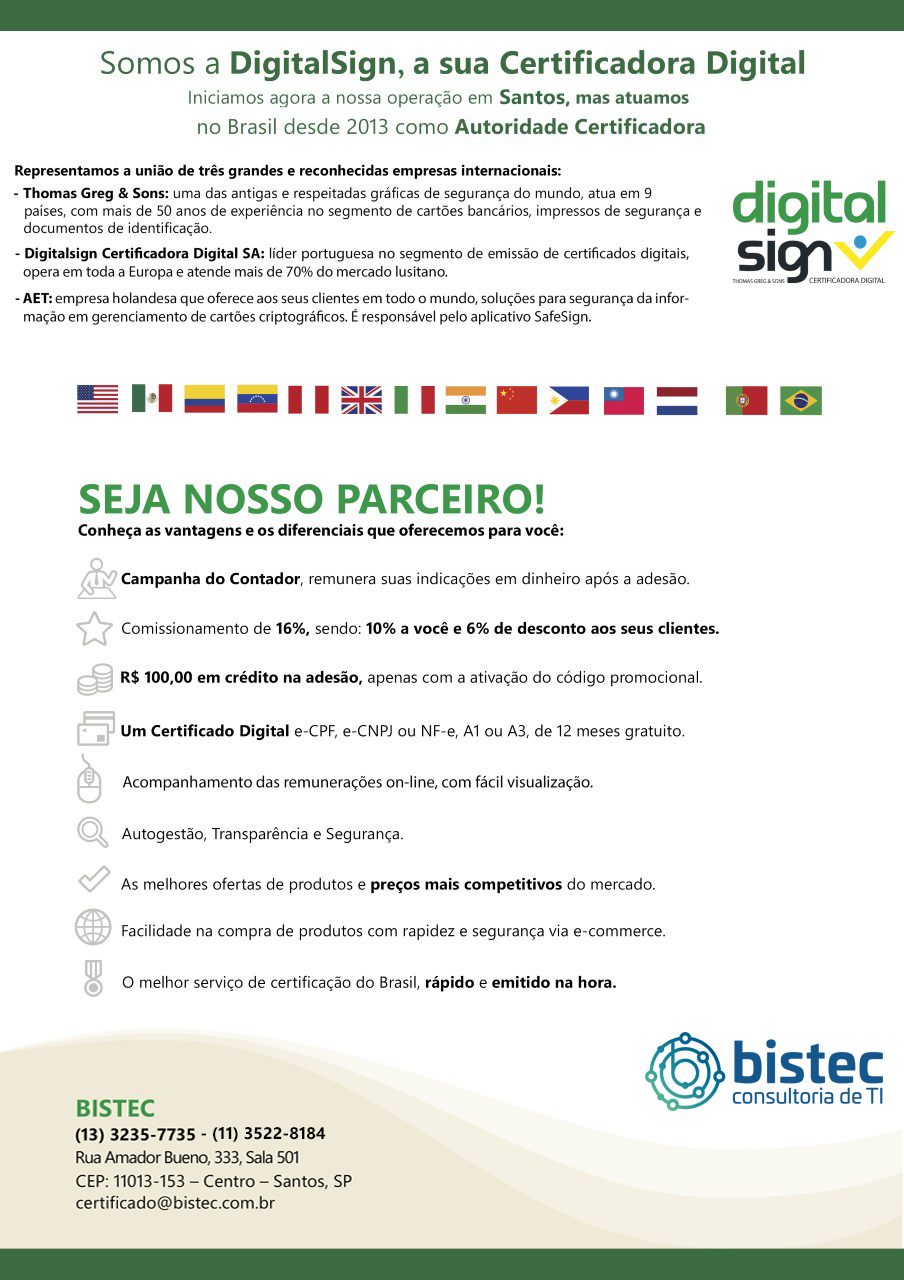 Somos a DigitalSign, a sua Certificadora Digital
Iniciamos agora a nossa operação em Santos, mas atuamos
no Brasil desde 2013 como Autoridade Certificadora
Representamos a união de três grandes e reconhecidas empresas internacionais:
- Thomas Greg & Sons: uma das antigas e respeitadas gráficas de segurança do mundo, atua em 9
países, com mais de 50 anos de experiência no segmento de cartões bancários, impressos de segurança e
documentos de identificação.
- Digitalsign Certificadora Digital SA: líder portuguesa no segmento de emissão de certificados digitais,
opera em toda a Europa e atende mais de 70% do mercado lusitano.
- AET: empresa holandesa que oferece aos seus clientes em todo o mundo, soluções para segurança da infor-
mação em gerenciamento de cartões criptográficos. É responsável pelo aplicativo SafeSign.
digital
sign
THOMAS GREG & SONS CERTIFICADORA DIGITAL
SEJA NOSSO PARCEIRO!
Conheça as vantagens e os diferenciais que oferecemos para você:
Campanha do Contador, remunera suas indicações em dinheiro após a adesão.
Comissionamento de 16%, sendo: 10% a você e 6% de desconto aos seus clientes.
R$ 100,00 em crédito na adesão, apenas com a ativação do código promocional.
Um Certificado Digital e-CPF, e-CNPJ ou NF-e, A1 ou A3, de 12 meses gratuito.
Acompanhamento das remunerações on-line, com fácil visualização.
Autogestão, Transparência e Segurança.
As melhores ofertas de produtos e preços mais competitivos do mercado.
Facilidade na compra de produtos com rapidez e segurança via e-commerce.
O melhor serviço de certificação do Brasil, rápido e emitido na hora.
bistec
consultoria de TI
BISTEC
(13) 3235-7735 - (11) 3522-8184
Rua Amador Bueno, 333, Sala 501
CEP: 11013-153 – Centro – Santos, SP
certificado@bistec.com.br